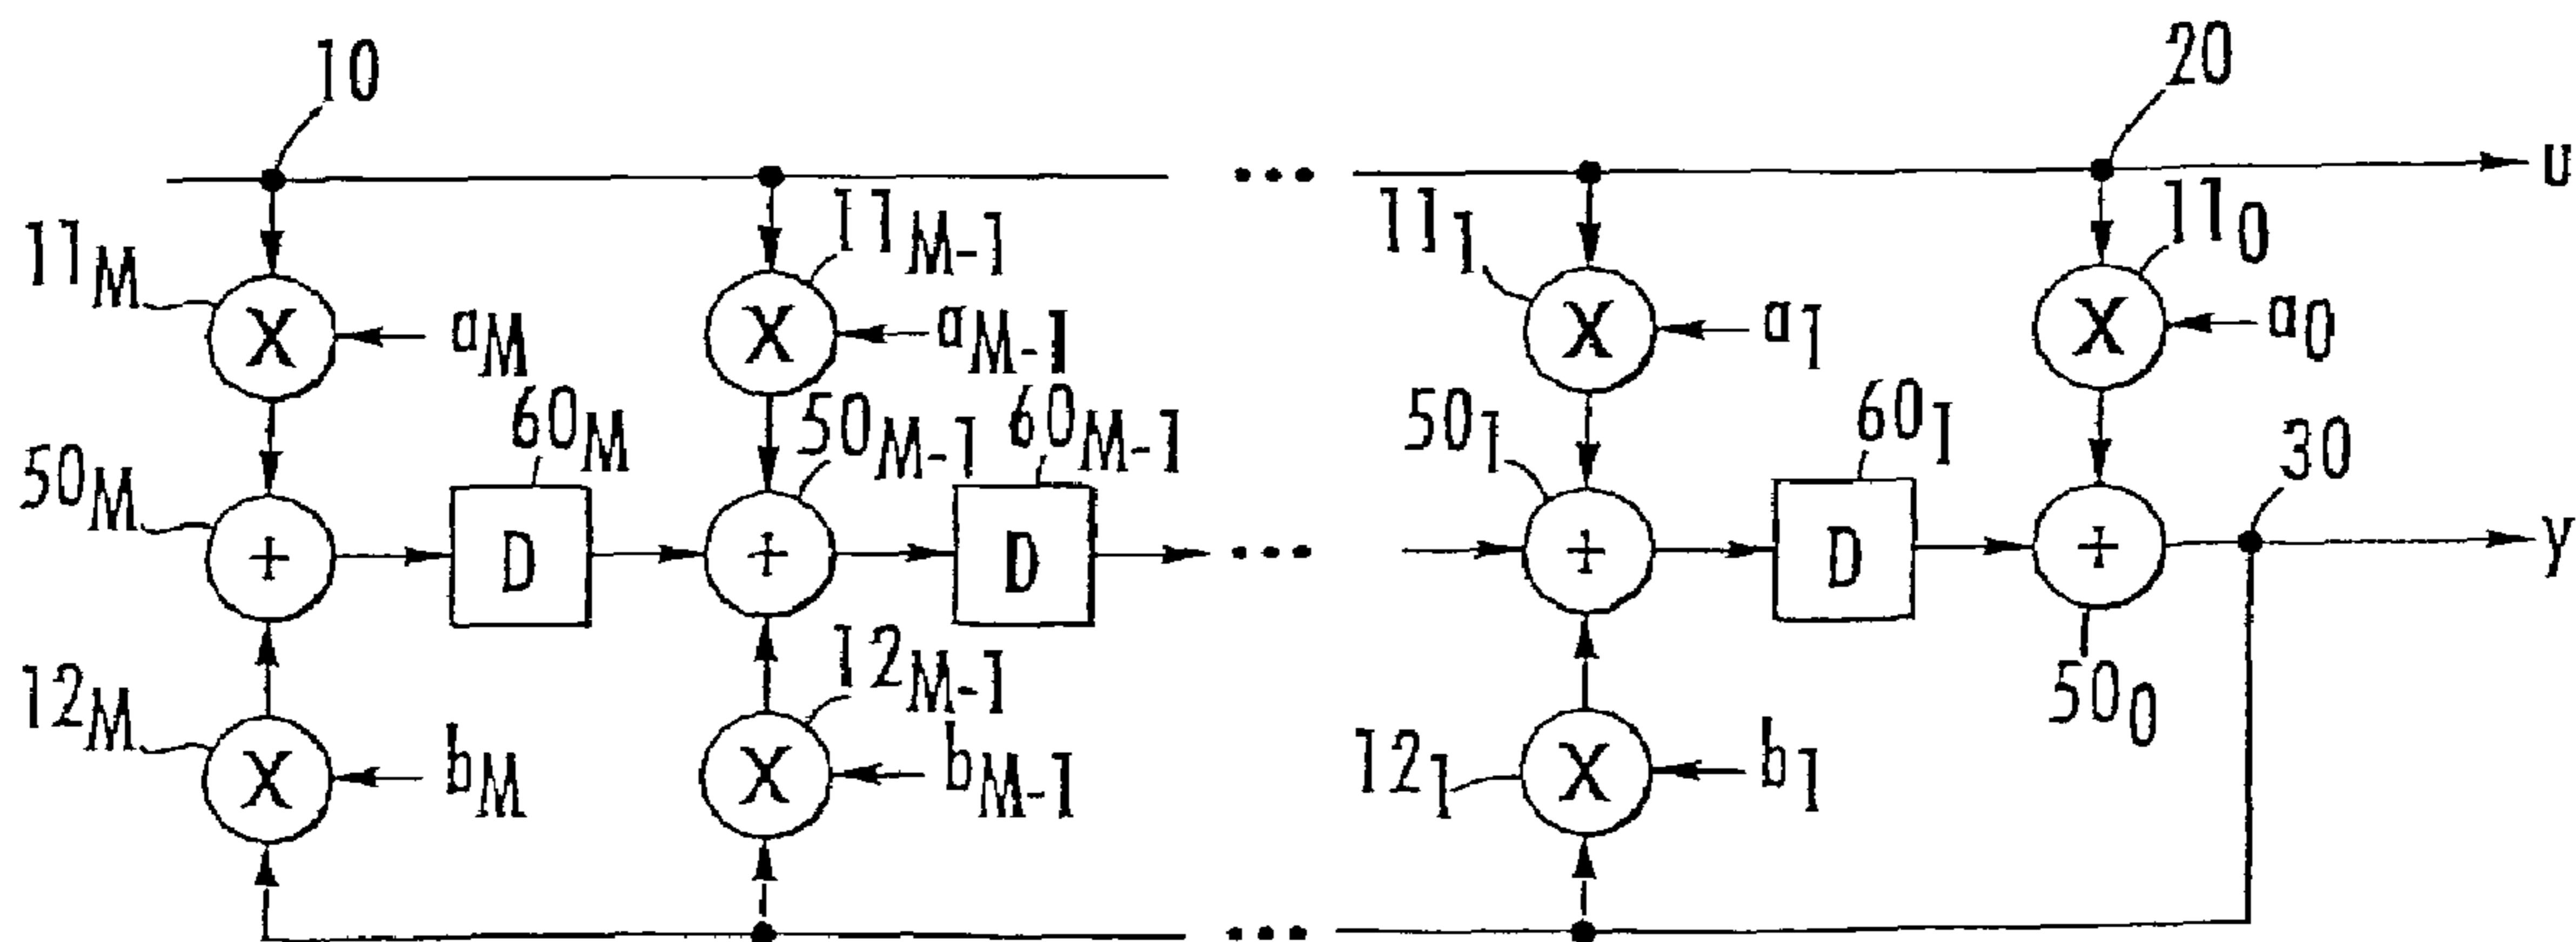 10 20
... u
11M 11M-1 111 110
X aM X aM-1 X a1 X a0
60M 50M-1 60M-1 501 601 30
50M + D + D ... + D + y
12M 12M-1 500
X bM X bM-1 121 X b1
...